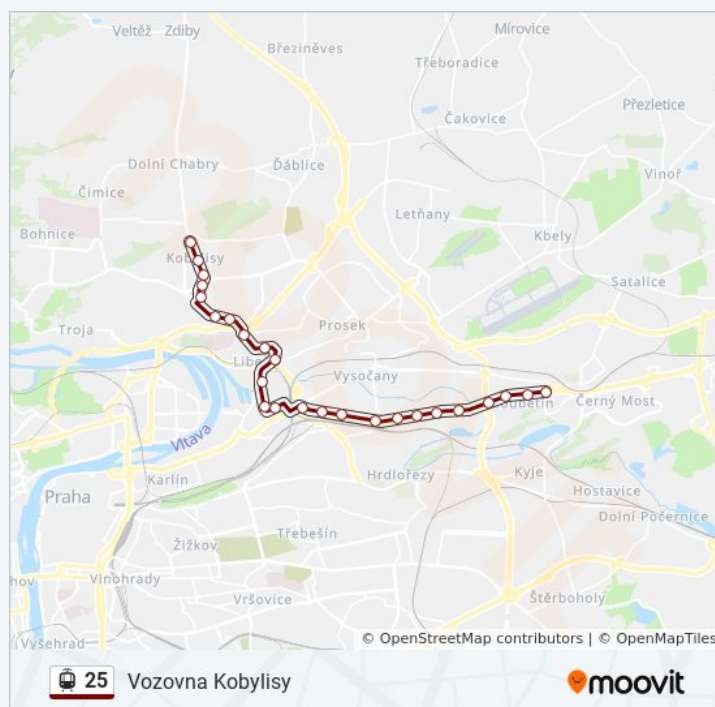 Veltěž Zdiby
Mírovice
Březiněves
Třeboradice
Přezletice
Čakovice
Dolní Chabry
Ďáblice
Vinoř
Čimice
Letňany
Bohnice
Kbely
Kobylisy
Satalice
Troja
Prosek
Vysočany
Černý Most
Vltava
Karlín
Hrdlořezy
Kyje
Hostavice
Praha
Dolní Počernice
Třebešín
Žižkov
Vinohrady
Vršovice
Štěrboholy
Vyšehrad
© OpenStreetMap contributors | © OpenMapTiles
25 Vozovna Kobylisy
moovit